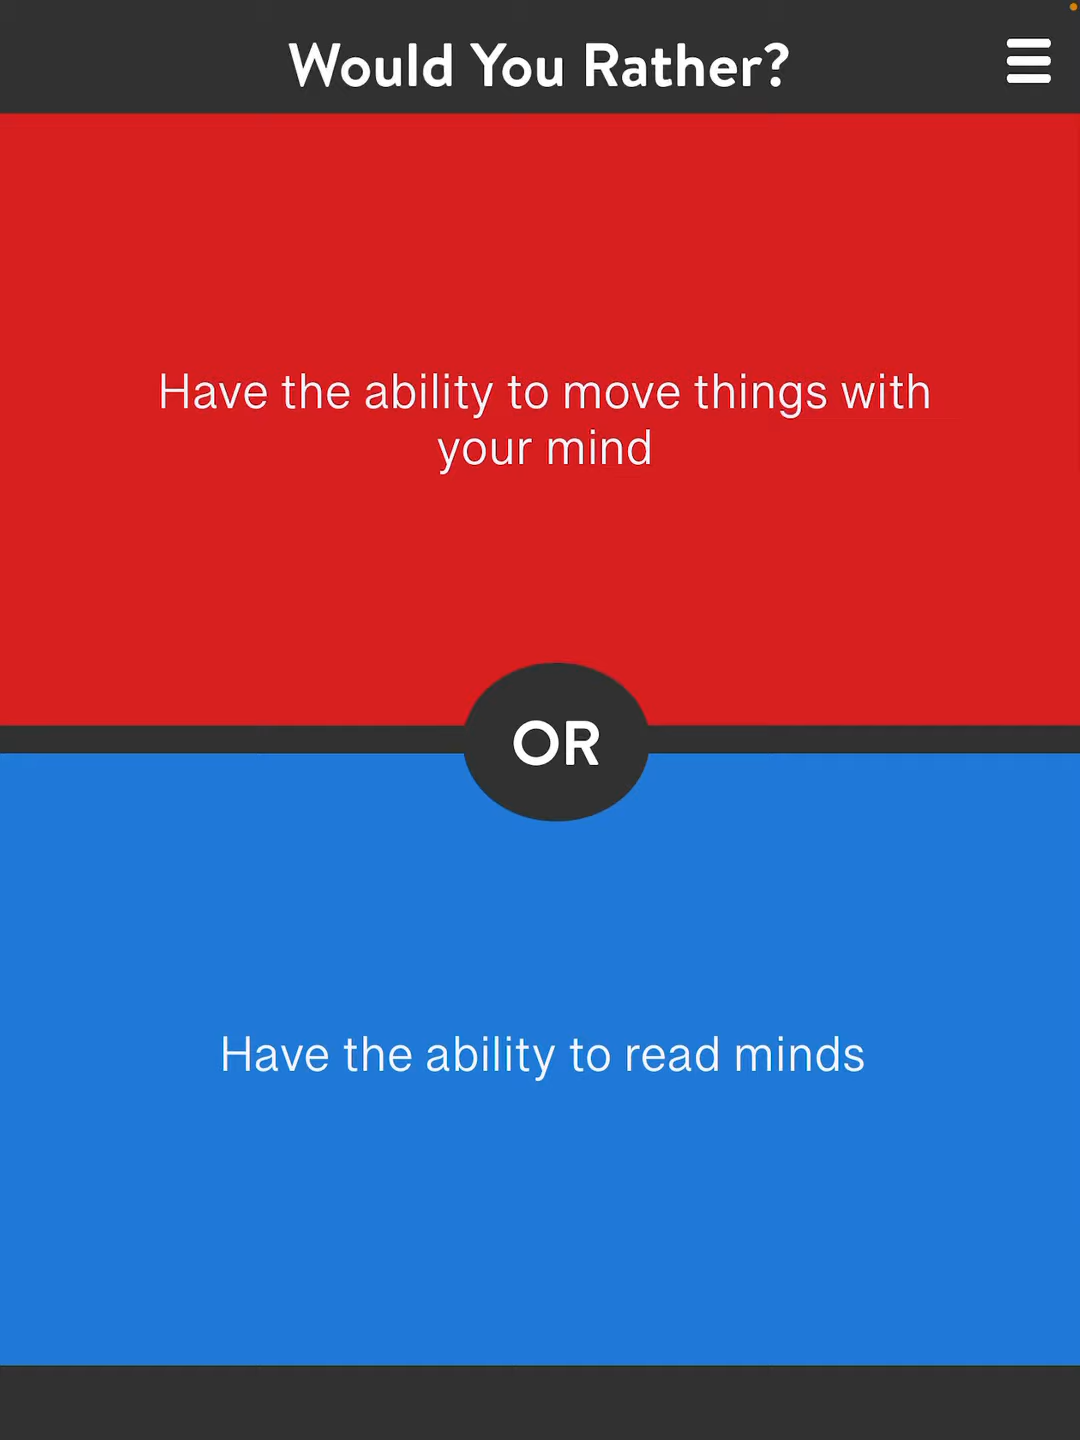 Would You Rather?
Have the ability to move things with
your mind
OR
Have the ability to read minds